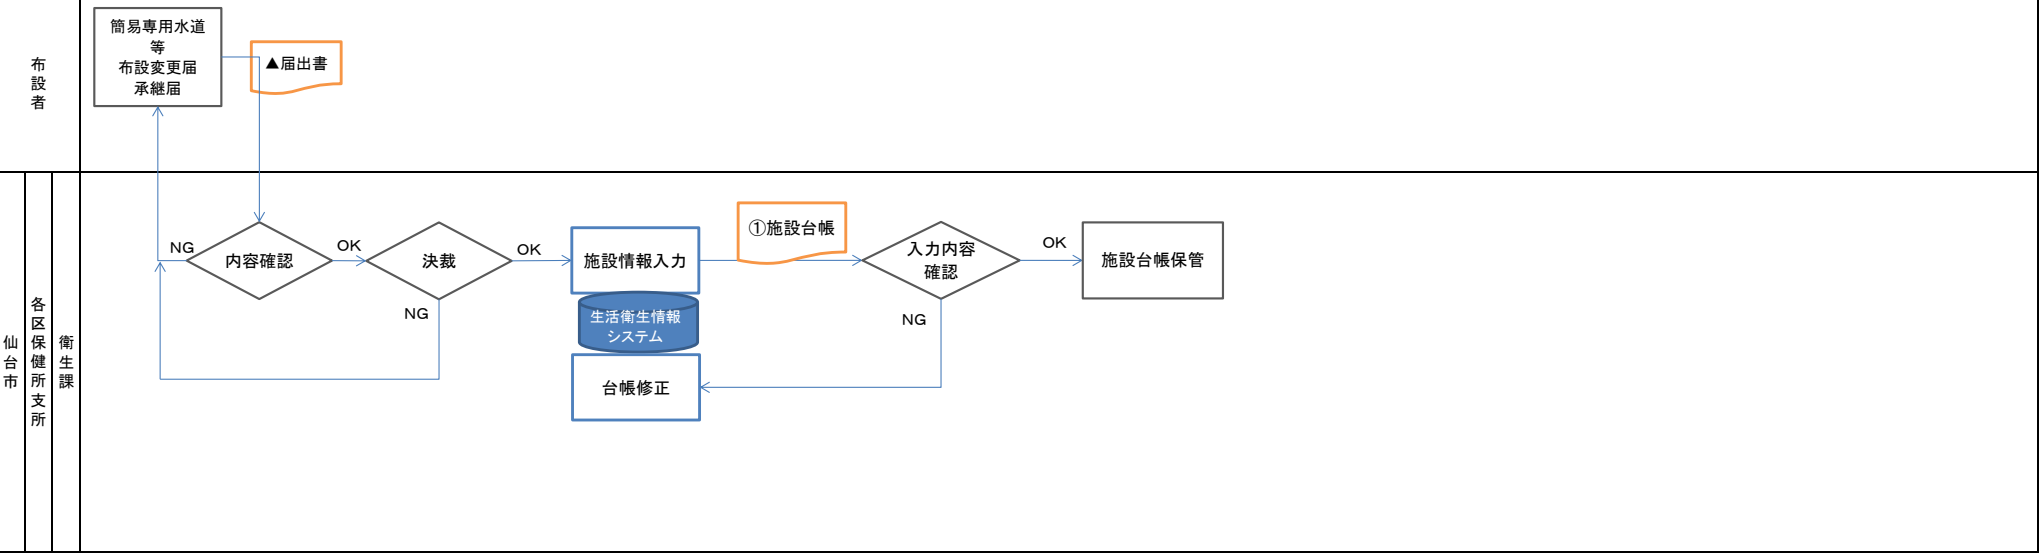 布設者
簡易専用水道
等
布設変更届
承継届
▲届出書
仙台市
各区保健所支所
衛生課
NG
内容確認
OK
決裁
OK
NG
施設情報入力
生活衛生情報
システム
台帳修正
①施設台帳
入力内容
確認
OK
NG
施設台帳保管